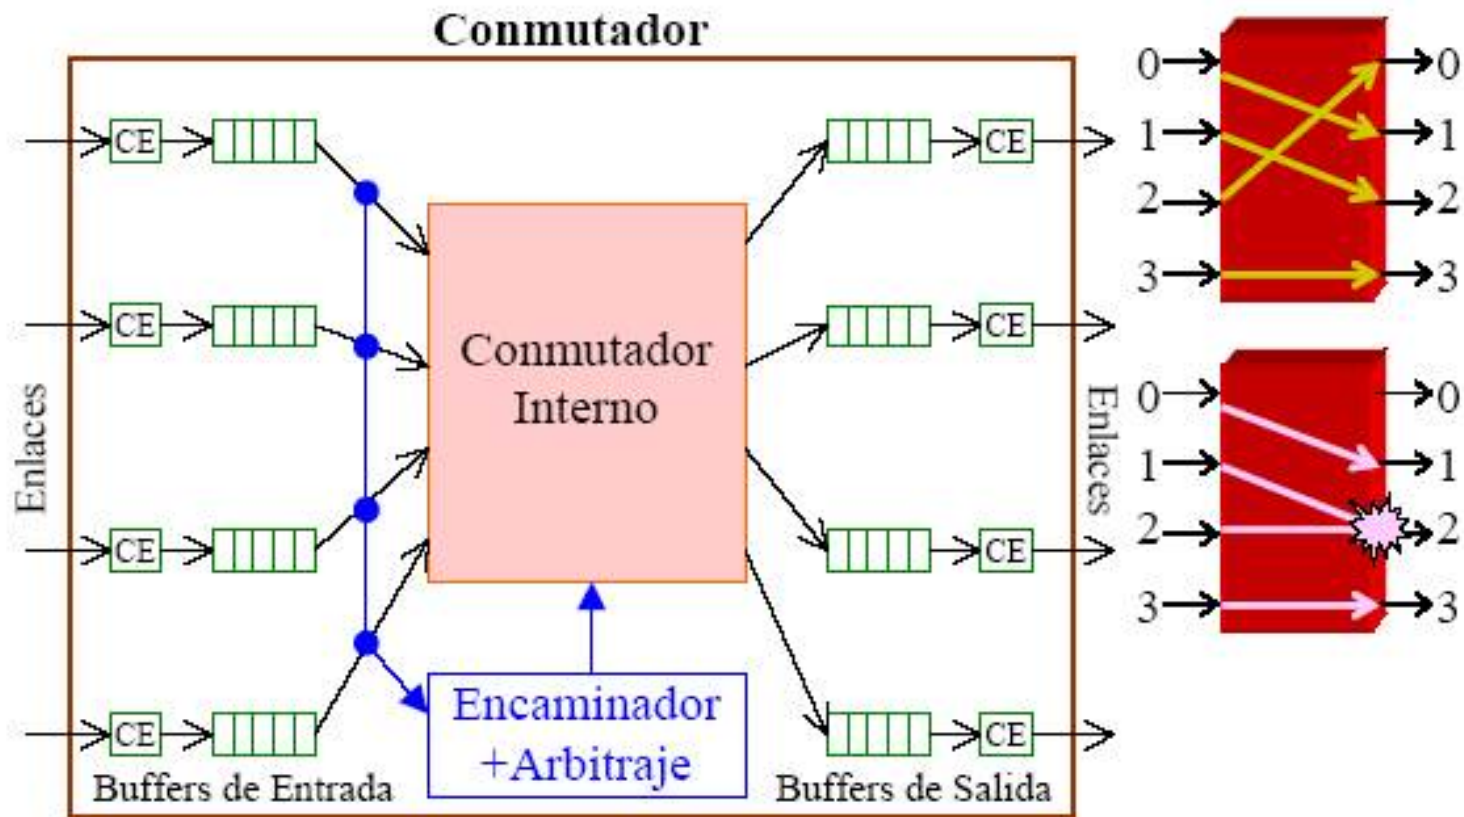 Conmutador
CE
CE
CE
CE
Enlaces
Buffers de Entrada
Conmutador
Interno
Encaminador
+Arbitraje
CE
CE
CE
CE
Enlaces
Buffers de Salida
0 0
1 1
2 2
3 3
0 0
1 1
2 2
3 3